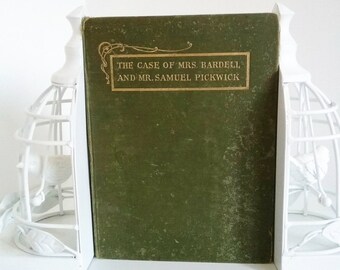 THE CASE OF MRS. BARDELL
AND MR. SAMUEL PICKWICK